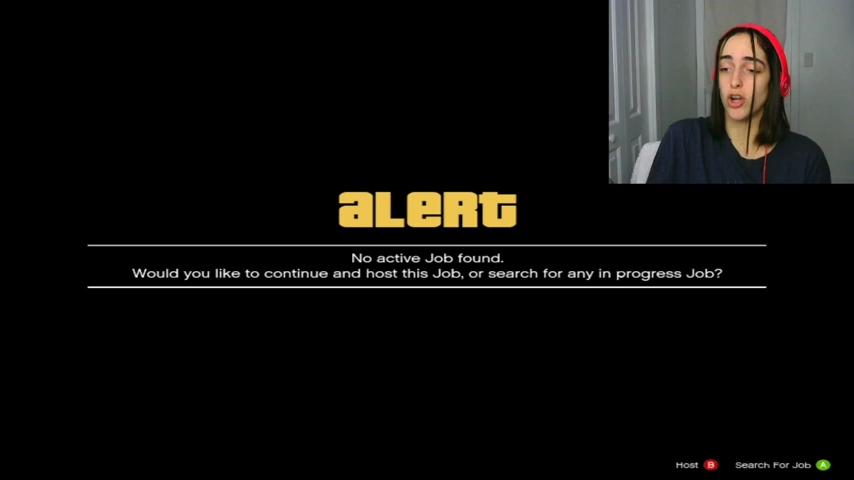 alert
No active Job found.
Would you like to continue and host this Job, or search for any in progress Job?
Host B Search For Job A